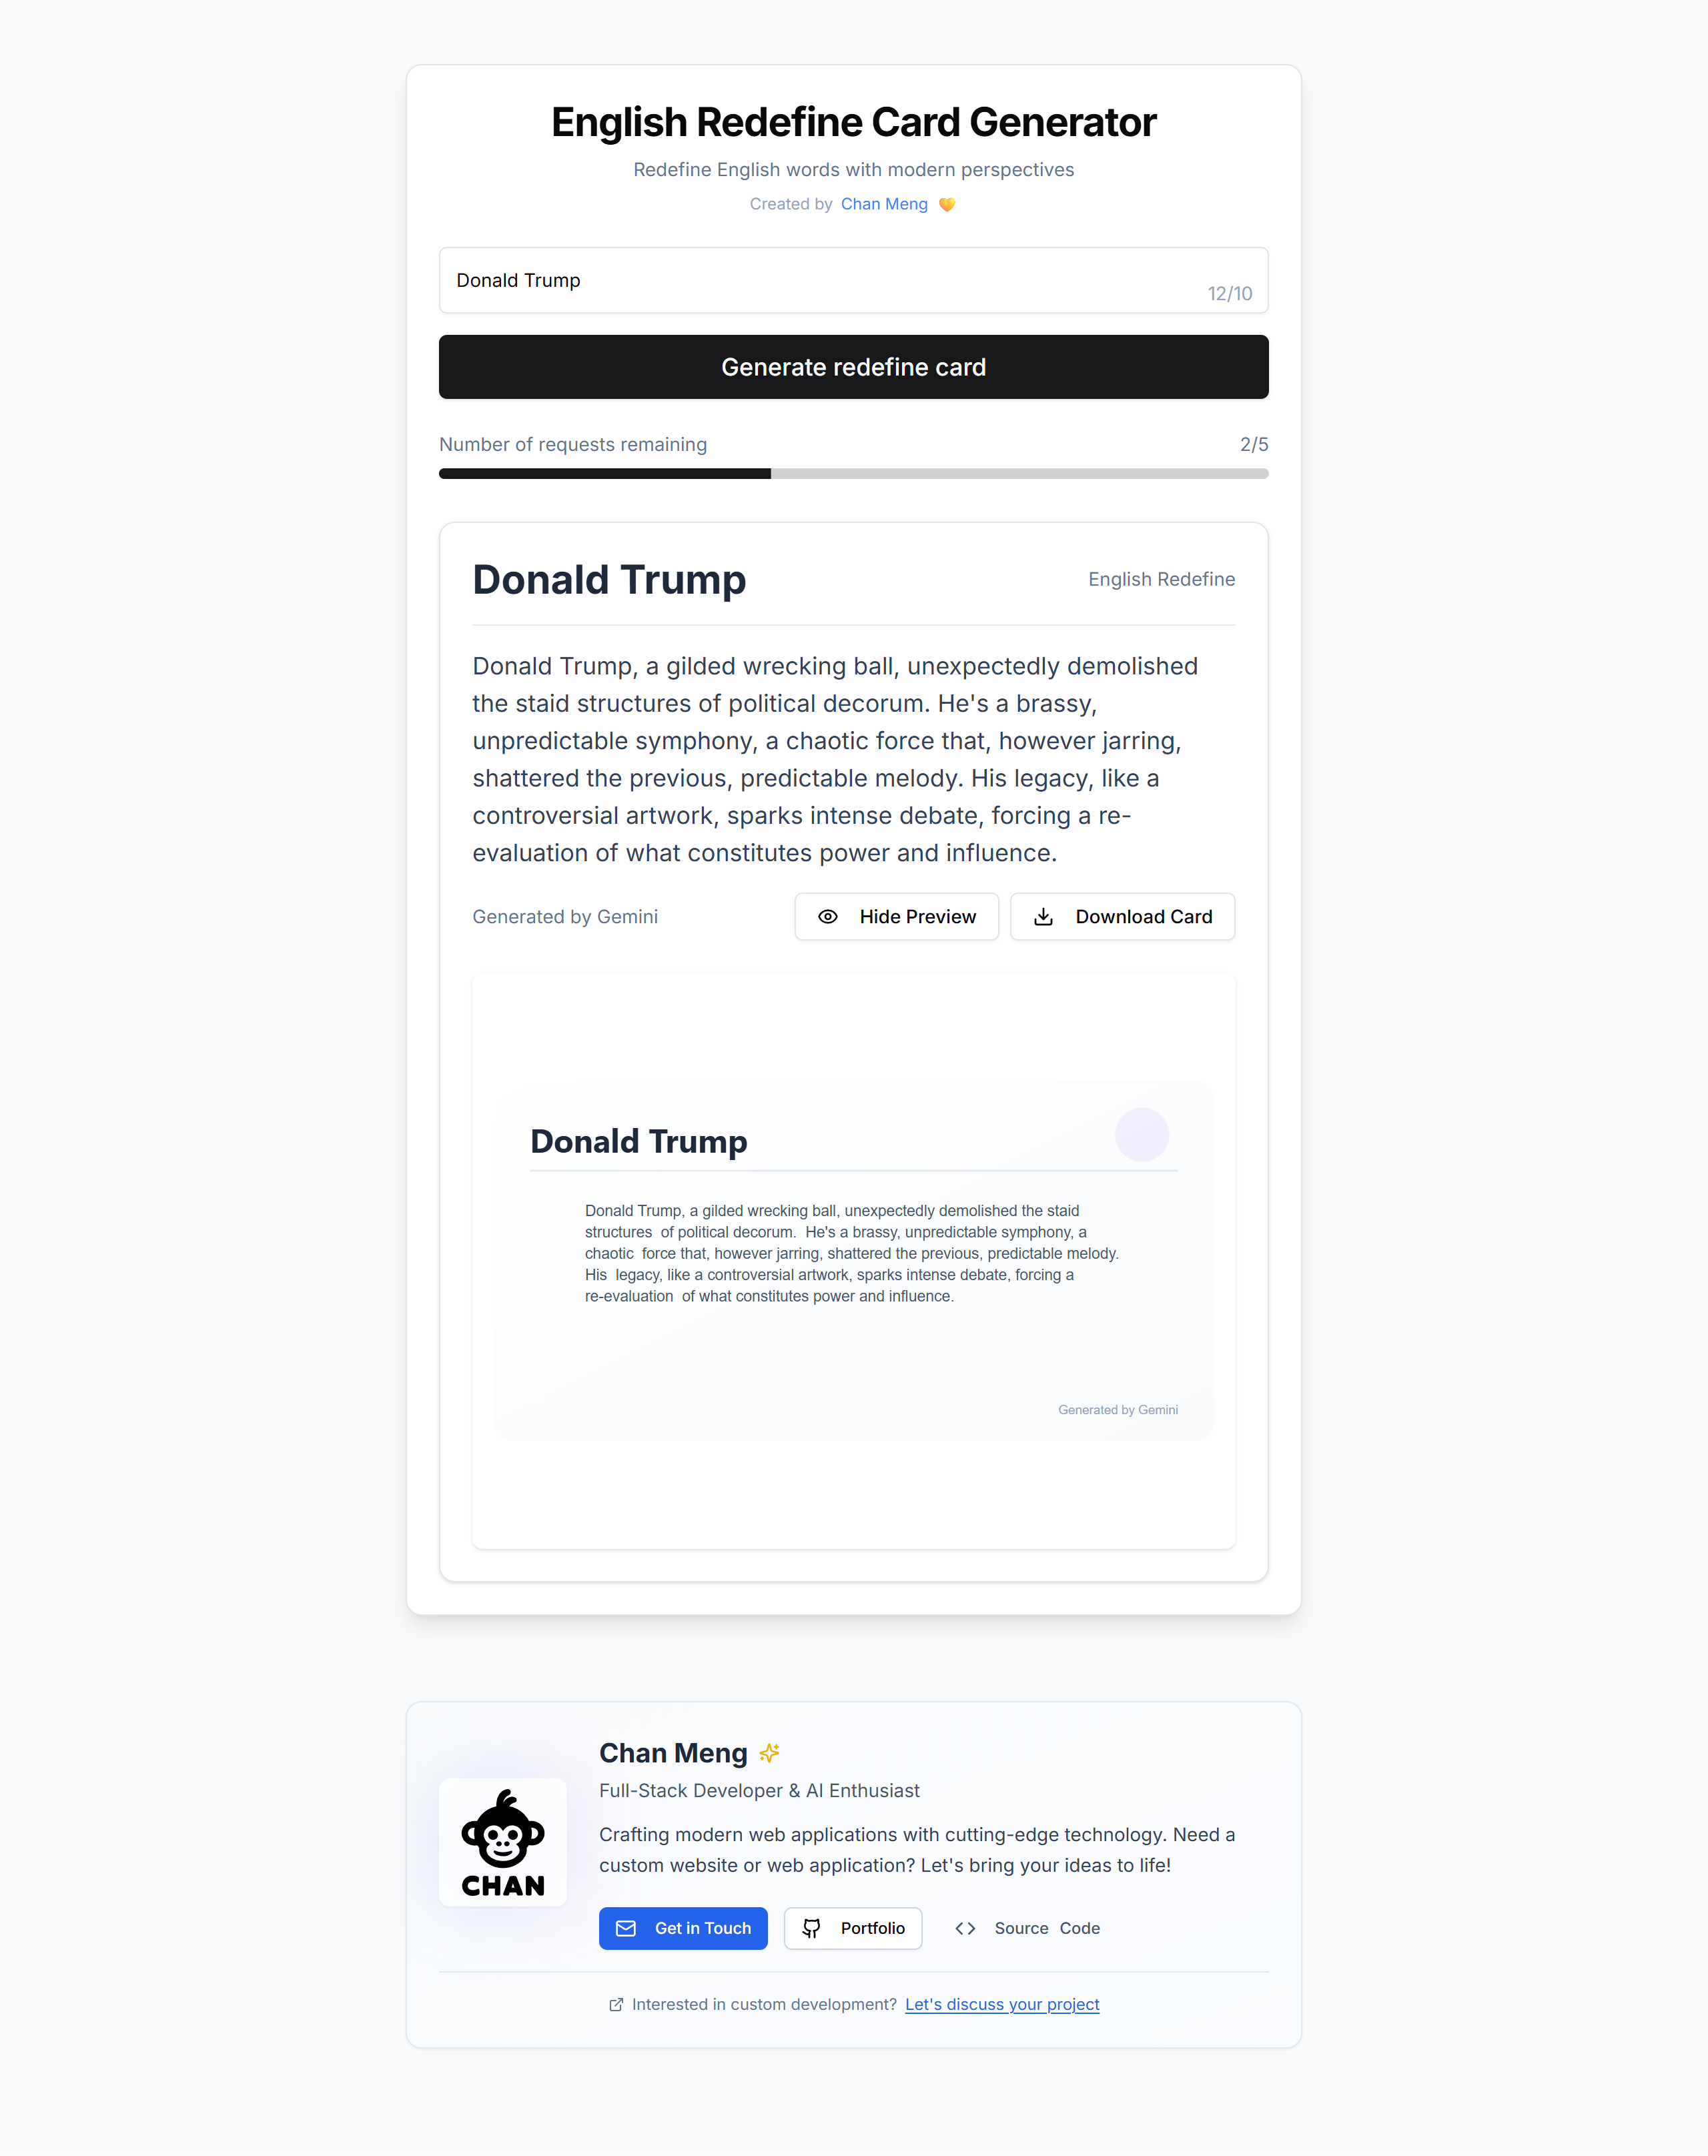 English Redefine Card Generator
Redefine English words with modern perspectives
Created by Chan Meng 💛
Donald Trump
12/10
Generate redefine card
Number of requests remaining 2/5
Donald Trump English Redefine
Donald Trump, a gilded wrecking ball, unexpectedly demolished
the staid structures of political decorum. He's a brassy,
unpredictable symphony, a chaotic force that, however jarring,
shattered the previous, predictable melody. His legacy, like a
controversial artwork, sparks intense debate, forcing a re-
evaluation of what constitutes power and influence.
Generated by Gemini Hide Preview Download Card
Donald Trump
Donald Trump, a gilded wrecking ball, unexpectedly demolished the staid
structures of political decorum. He's a brassy, unpredictable symphony, a
chaotic force that, however jarring, shattered the previous, predictable melody.
His legacy, like a controversial artwork, sparks intense debate, forcing a
re-evaluation of what constitutes power and influence.
Generated by Gemini
CHAN
Chan Meng
Full-Stack Developer & AI Enthusiast
Crafting modern web applications with cutting-edge technology. Need a
custom website or web application? Let's bring your ideas to life!
Get in Touch Portfolio Source Code
Interested in custom development? Let's discuss your project